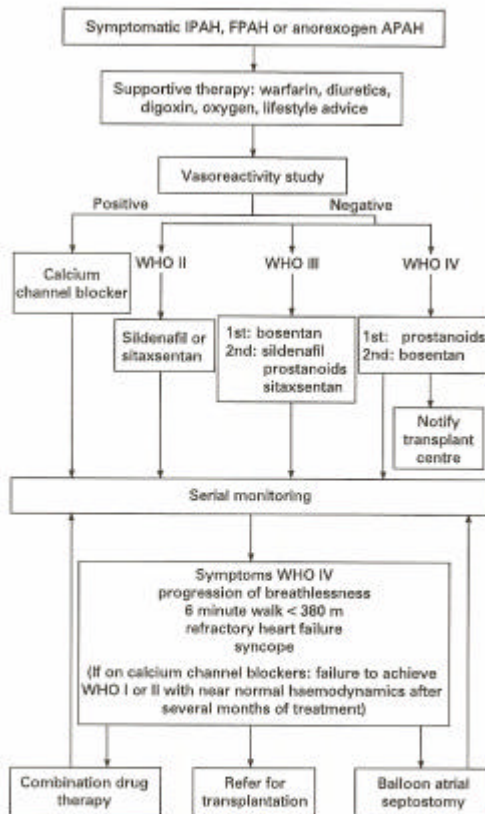 Symptomatic IPAH, FPAH or anorexogen APAH
Supportive therapy: warfarin, diuretics,
digoxin, oxygen, lifestyle advice
Vasoreactivity study
Positive
Negative
Calcium
channel blocker
WHO II
WHO III
WHO IV
Sildenafil or
sitaxsentan
1st: bosentan
2nd: sildenafil
prostanoids
sitaxsentan
1st: prostanoids
2nd: bosentan
Notify
transplant
centre
Serial monitoring
Symptoms WHO IV
progression of breathlessness
6 minute walk < 380 m
refractory heart failure
syncope
(If on calcium channel blockers: failure to achieve
WHO I or II with near normal haemodynamics after
several months of treatment)
Combination drug
therapy
Refer for
transplantation
Balloon atrial
septostomy